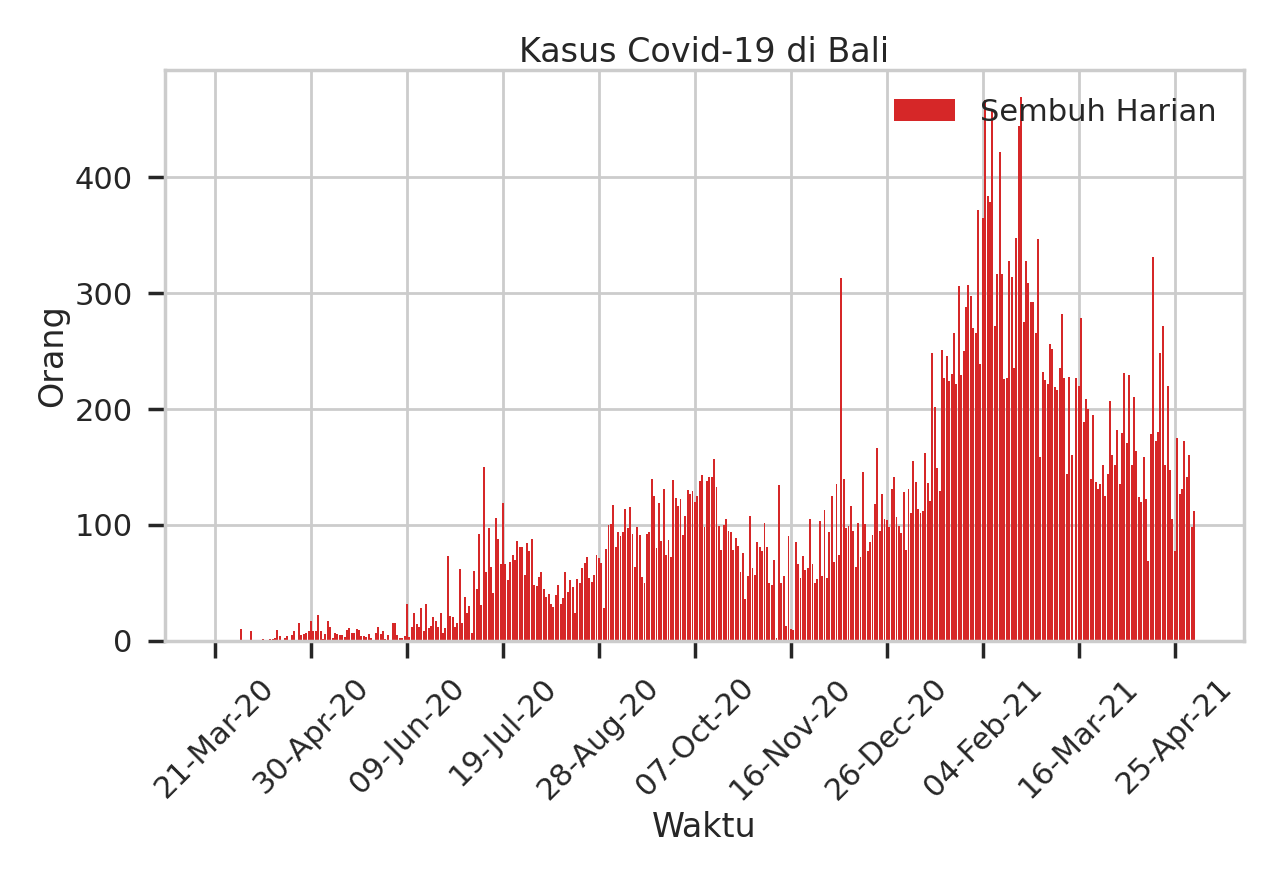 Kasus Covid-19 di Bali
Sembuh Harian
Orang
400
300
200
100
0
21-Mar-20
30-Apr-20
09-Jun-20
19-Jul-20
28-Aug-20
07-Oct-20
16-Nov-20
26-Dec-20
04-Feb-21
16-Mar-21
25-Apr-21
Waktu